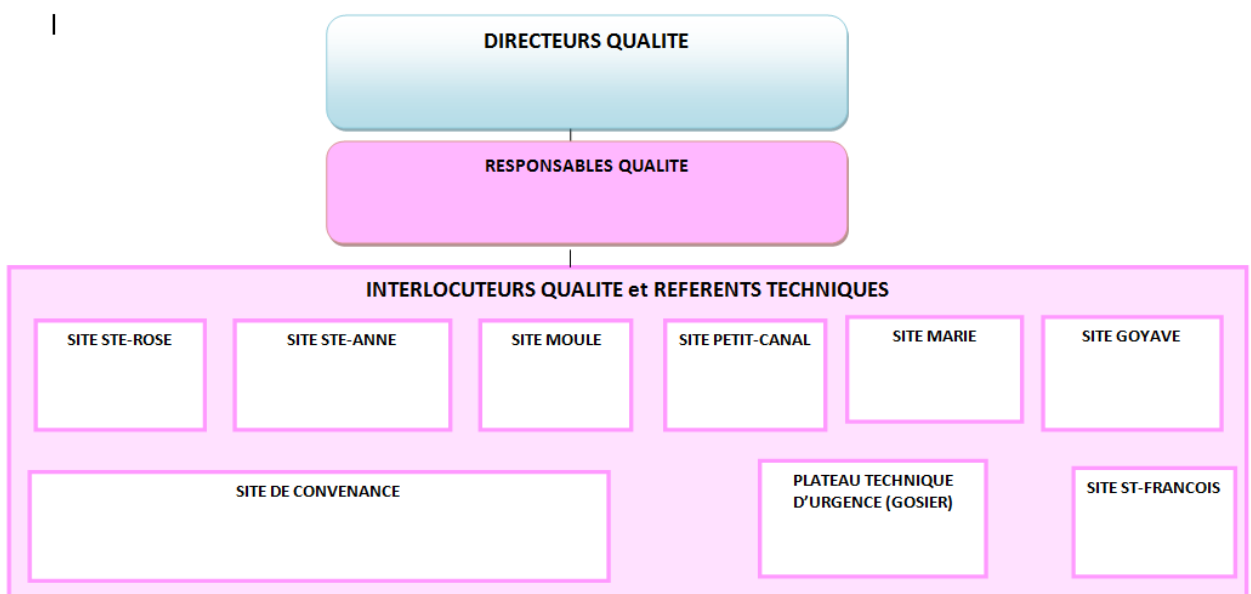 DIRECTEURS QUALITE
RESPONSABLES QUALITE
INTERLOCUTEURS QUALITE et REFERENTS TECHNIQUES
SITE STE-ROSE
SITE STE-ANNE
SITE MOULE
SITE PETIT-CANAL
SITE MARIE
SITE GOYAVE
SITE DE CONVENANCE
PLATEAU TECHNIQUE
D’URGENCE (GOSIER)
SITE ST-FRANCOIS